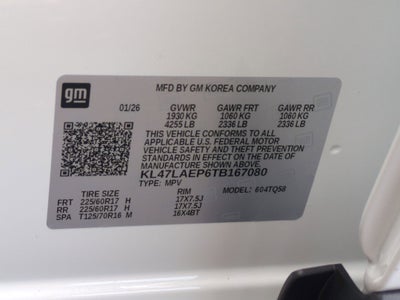 gm
MFD BY GM KOREA COMPANY
01/26 GVWR GAWR FRT GAWR RR
1930 KG 1060 KG 1060 KG
4255 LB 2336 LB 2336 LB
THIS VEHICLE CONFORMS TO ALL
APPLICABLE U.S. FEDERAL MOTOR
VEHICLE SAFETY AND THEFT PREVENTION
STANDARDS IN EFFECT ON THE DATE OF
MANUFACTURE SHOWN ABOVE.
KL47LAEP6TB167080
TYPE: MPV MODEL: 604TQ58
TIRE SIZE RIM
FRT 225/60R17 H 17X7.5J
RR 225/60R17 H 17X7.5J
SPA T125/70R16 M 16X4BT